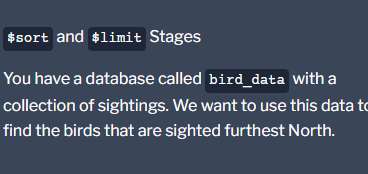 $sort and $limit Stages
You have a database called bird_data with a
collection of sightings. We want to use this data to
find the birds that are sighted furthest North.